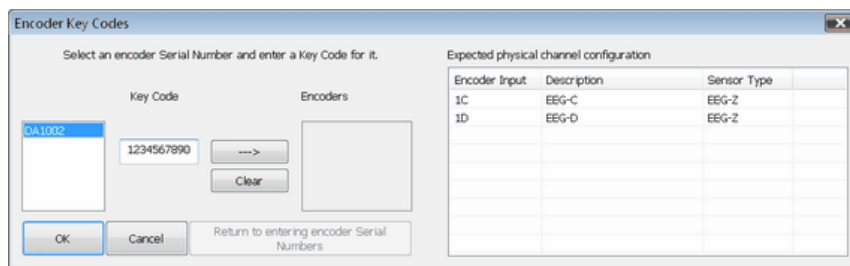 Encoder Key Codes
Select an encoder Serial Number and enter a Key Code for it.
Key Code
Encoders
DA1002
1234567890
--->
Clear
OK
Cancel
Return to entering encoder Serial
Numbers
Expected physical channel configuration
Encoder Input Description Sensor Type
1C EEG-C EEG-Z
1D EEG-D EEG-Z